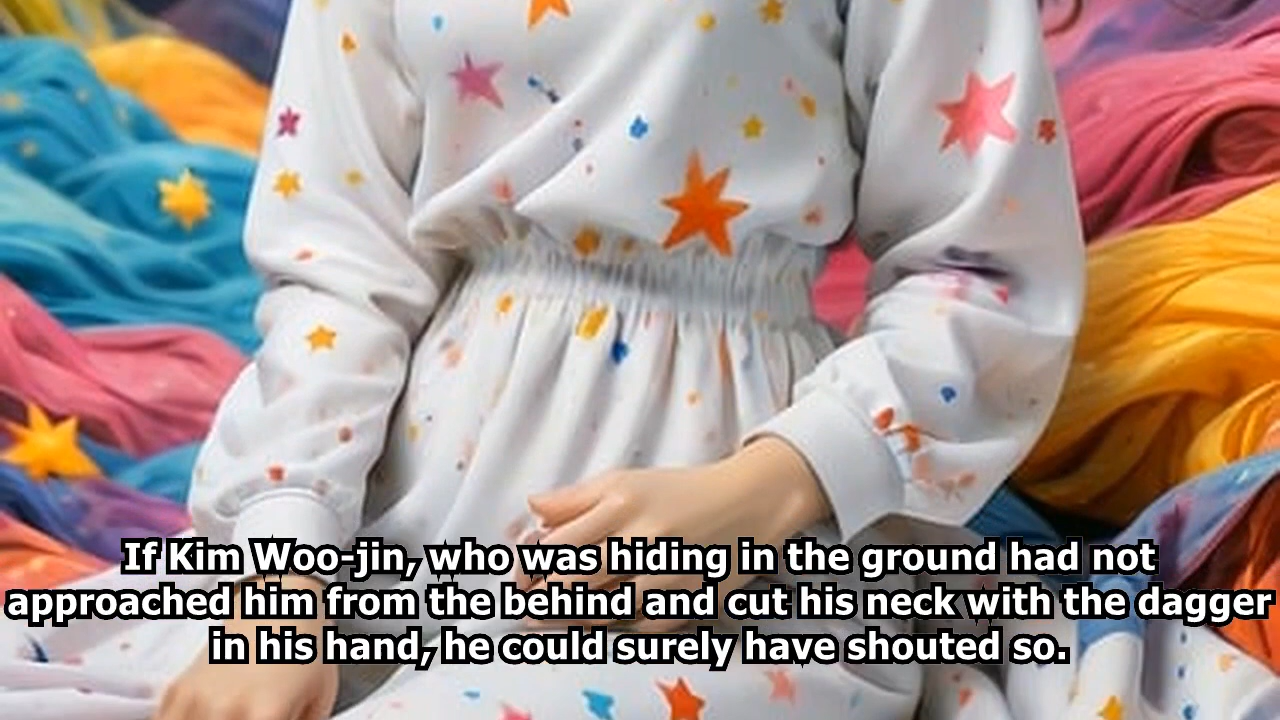 If Kim Woo-jin, who was hiding in the ground had not
approached him from the behind and cut his neck with the dagger
in his hand, he could surely have shouted so.